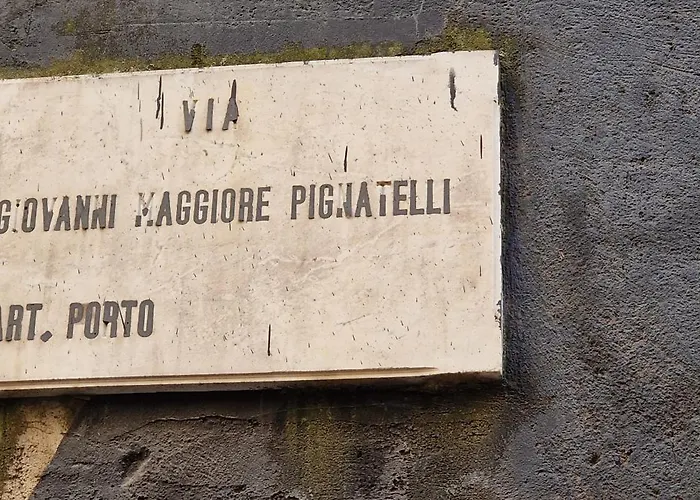 VIA
GIOVANNI MAGGIORE PIGNATELLI
ART. PORTO